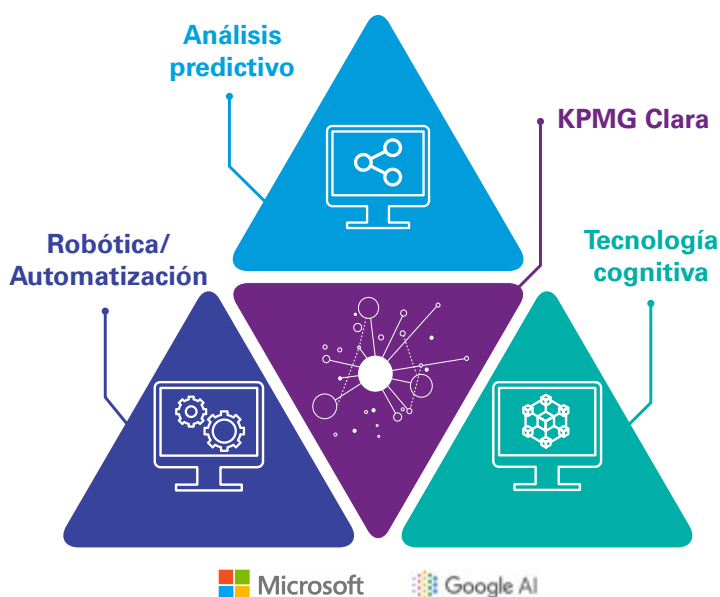 Análisis
predictivo
KPMG Clara
Robótica/
Automatización
Tecnología
cognitiva
Microsoft
Google AI